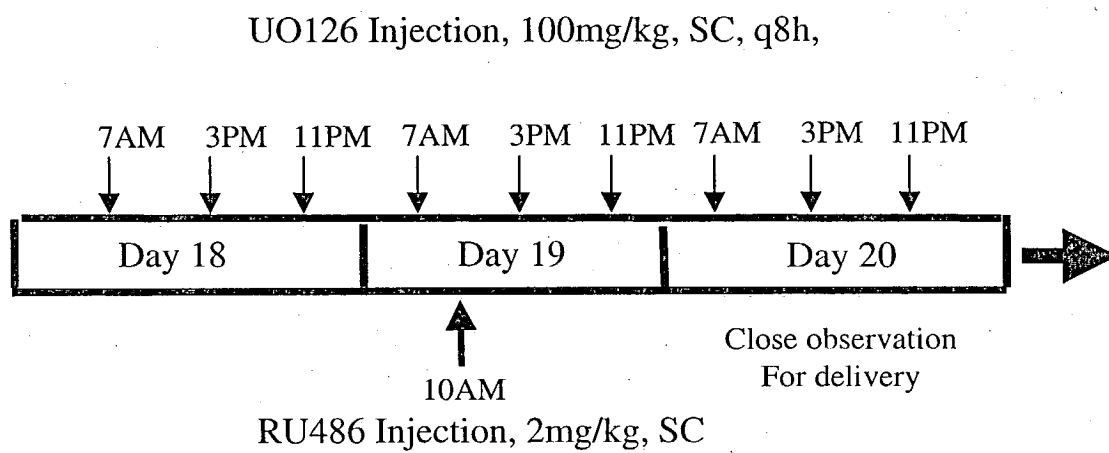 UO126 Injection, 100mg/kg, SC, q8h,
7AM 3PM 11PM 7AM 3PM 11PM 7AM 3PM 11PM
Day 18 Day 19 Day 20
Close observation
For delivery
10AM
RU486 Injection, 2mg/kg, SC